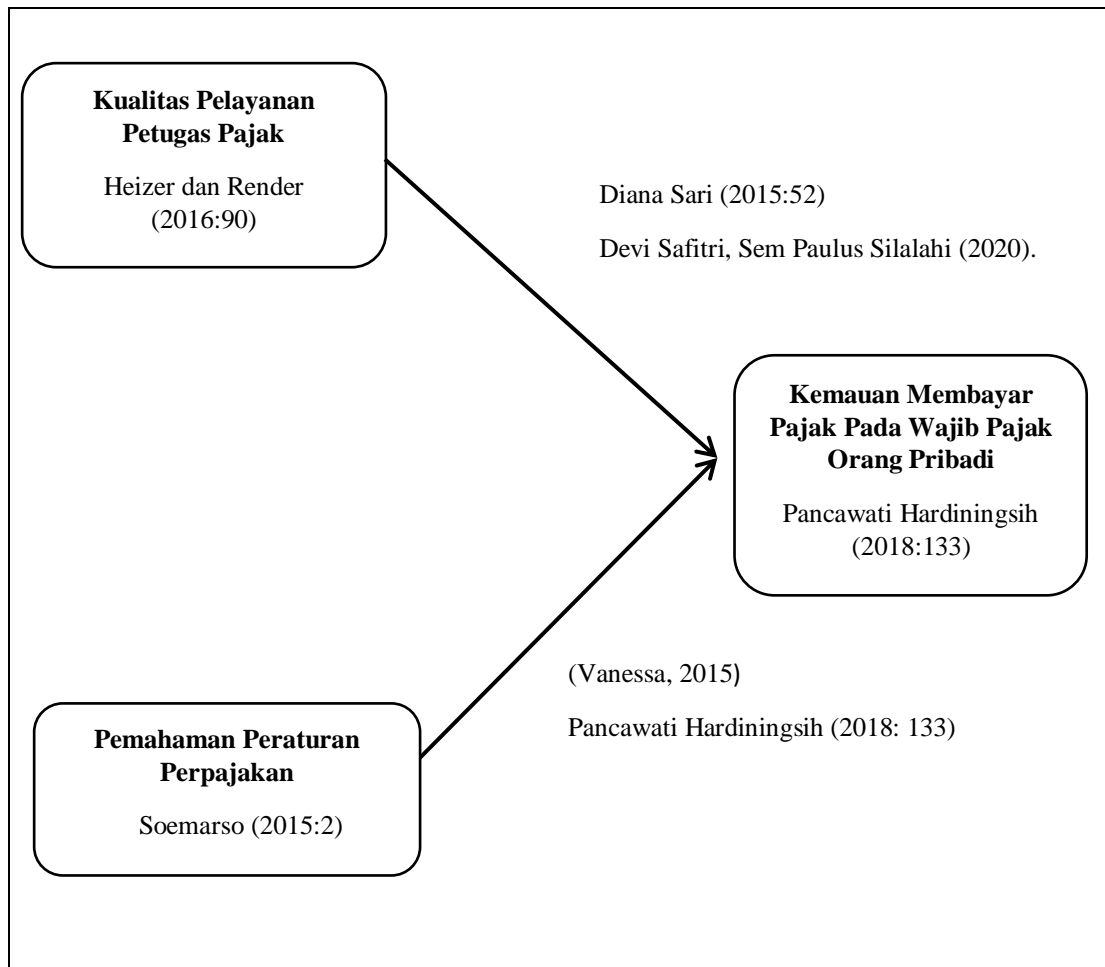 Kualitas Pelayanan
Petugas Pajak
Heizer dan Render
(2016:90)
Diana Sari (2015:52)
Devi Safitri, Sem Paulus Silalahi (2020).
Kemauan Membayar
Pajak Pada Wajib Pajak
Orang Pribadi
Pancawati Hardiningsih
(2018:133)
(Vanessa, 2015)
Pancawati Hardiningsih (2018: 133)
Pemahaman Peraturan
Perpajakan
Soemarso (2015:2)